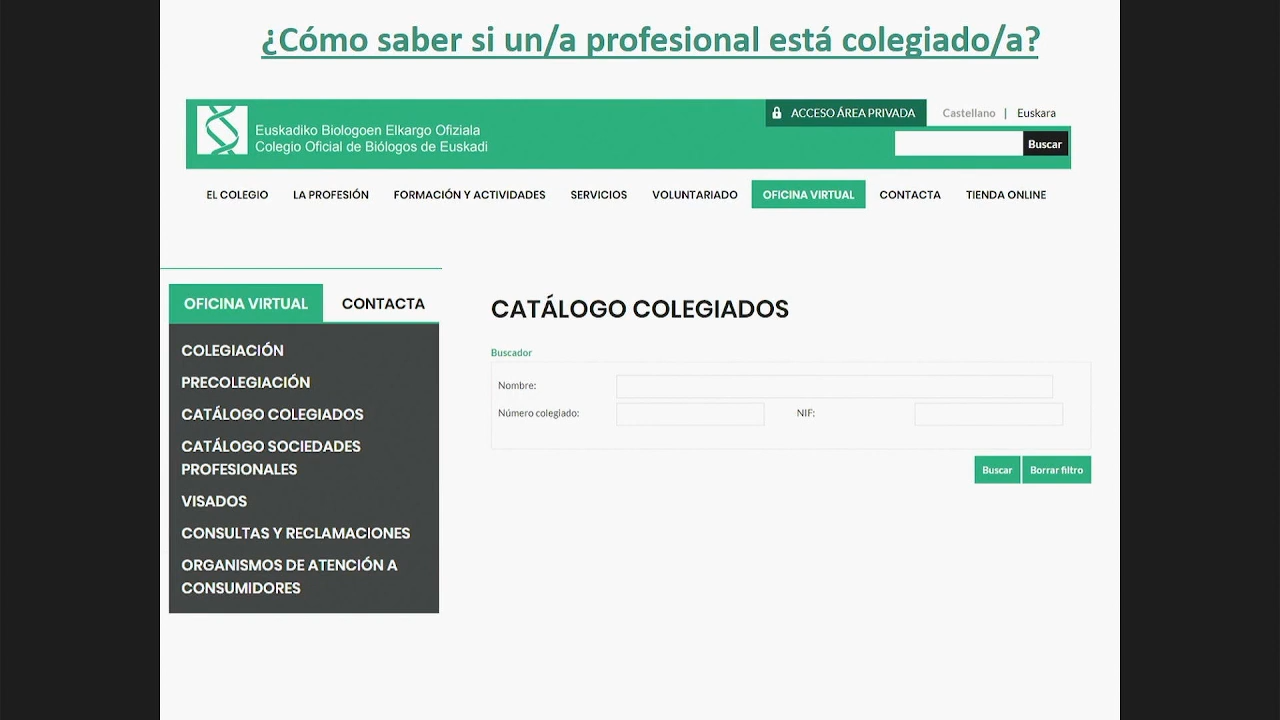 ¿Cómo saber si un/a profesional está colegiado/a?
Euskadiko Biologoen Elkargo Ofiziala
Colegio Oficial de Biólogos de Euskadi
ACCESO ÁREA PRIVADA
Castellano | Euskara
Buscar
EL COLEGIO LA PROFESIÓN FORMACIÓN Y ACTIVIDADES SERVICIOS VOLUNTARIADO OFICINA VIRTUAL CONTACTA TIENDA ONLINE
OFICINA VIRTUAL CONTACTA
COLEGIACIÓN
PRECOLEGIACIÓN
CATÁLOGO COLEGIADOS
CATÁLOGO SOCIEDADES
PROFESIONALES
VISADOS
CONSULTAS Y RECLAMACIONES
ORGANISMOS DE ATENCIÓN A
CONSUMIDORES
CATÁLOGO COLEGIADOS
Buscador
Nombre:
Número colegiado: NIF:
Buscar Borrar filtro